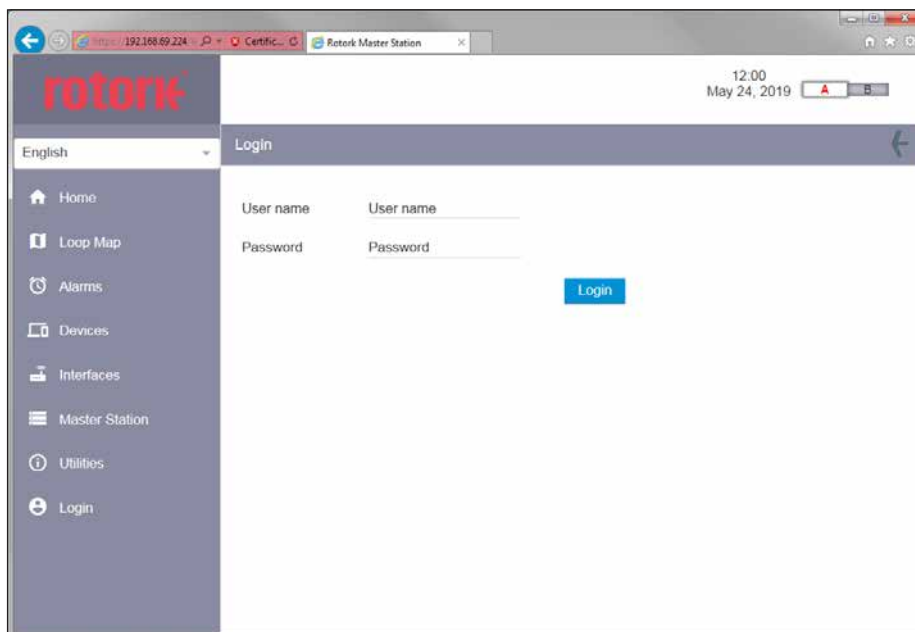 https://192.168.69.224
Certific...
Rotork Master Station
rotork
12:00
May 24, 2019
A
B
English
Login
Home
Loop Map
Alarms
Devices
Interfaces
Master Station
Utilities
Login
User name
User name
Password
Password
Login